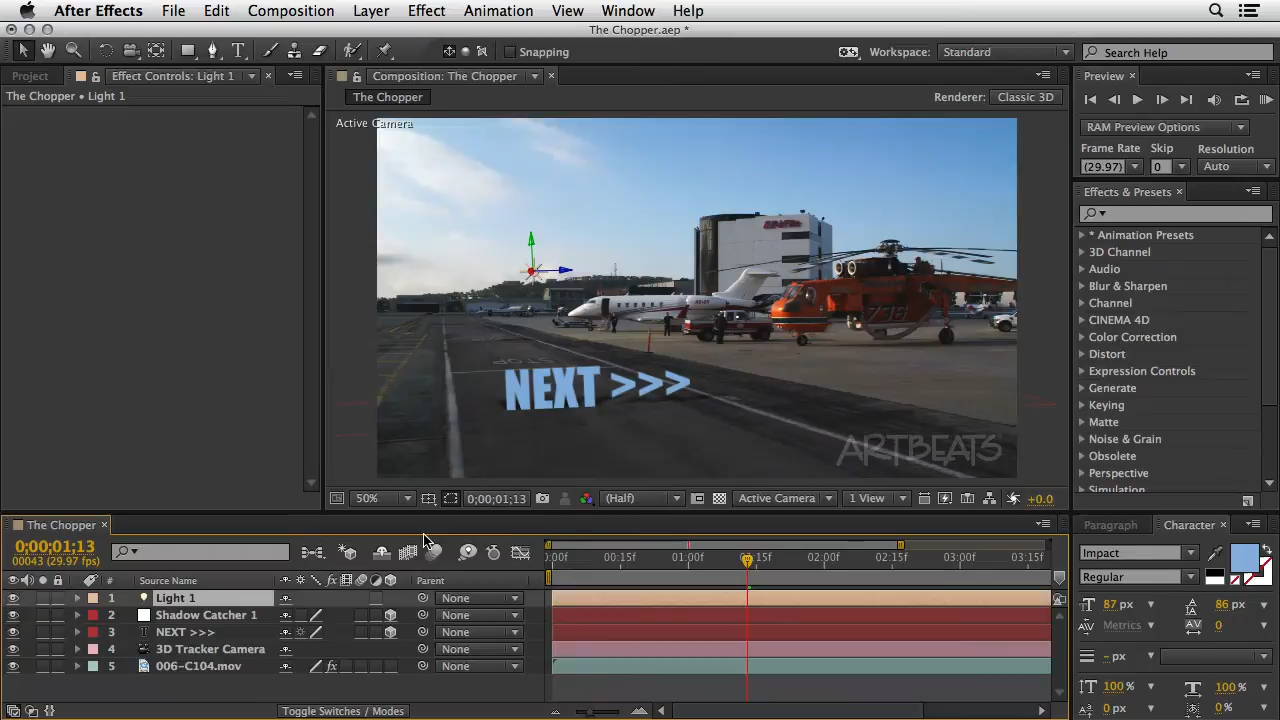 After Effects File Edit Composition Layer Effect Animation View Window Help
The Chopper.aep *
Snapping Workspace: Standard Search Help
Project Effect Controls: Light 1 Composition: The Chopper Preview
The Chopper • Light 1 The Chopper Renderer: Classic 3D
Active Camera
RAM Preview Options
Frame Rate Skip Resolution
(29.97) 0 Auto
Effects & Presets
* Animation Presets
3D Channel
Audio
Blur & Sharpen
Channel
CINEMA 4D
Color Correction
Distort
Expression Controls
Generate
Keying
Matte
Noise & Grain
Obsolete
Perspective
Simulation
738
STOP
NEXT >>>
ARTBEATS
50% 0;00;01;13 (Half) Active Camera 1 View +0.0
The Chopper Paragraph Character
0;00;01;13
00043 (29.97 fps)
0:00f 00:15f 01:00f 01:15f 02:00f 02:15f 03:00f 03:15f
# Source Name Parent
1 Light 1 None
2 Shadow Catcher 1 None
3 T NEXT >>> None
4 3D Tracker Camera None
5 006-C104.mov fx None
Toggle Switches / Modes
Impact
Regular
87 px 86 px
Metrics 0
- px
100 % 100 %
0 px 0 %